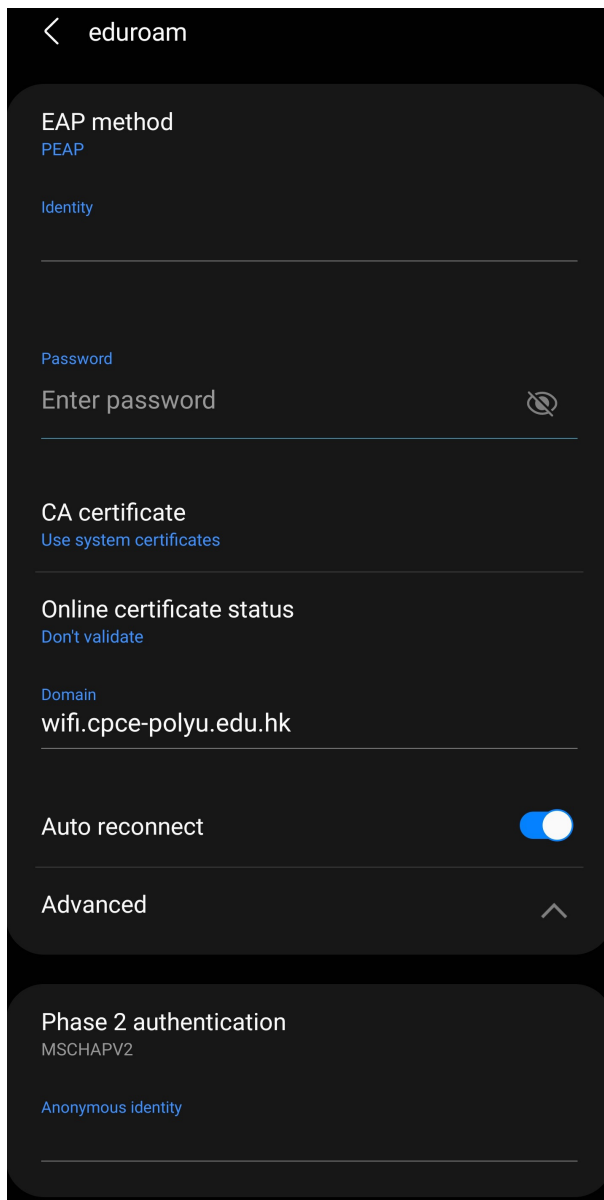 eduroam
EAP method
PEAP
Identity
Password
Enter password
CA certificate
Use system certificates
Online certificate status
Don't validate
Domain
wifi.cpce-polyu.edu.hk
Auto reconnect
Advanced
Phase 2 authentication
MSCHAPV2
Anonymous identity